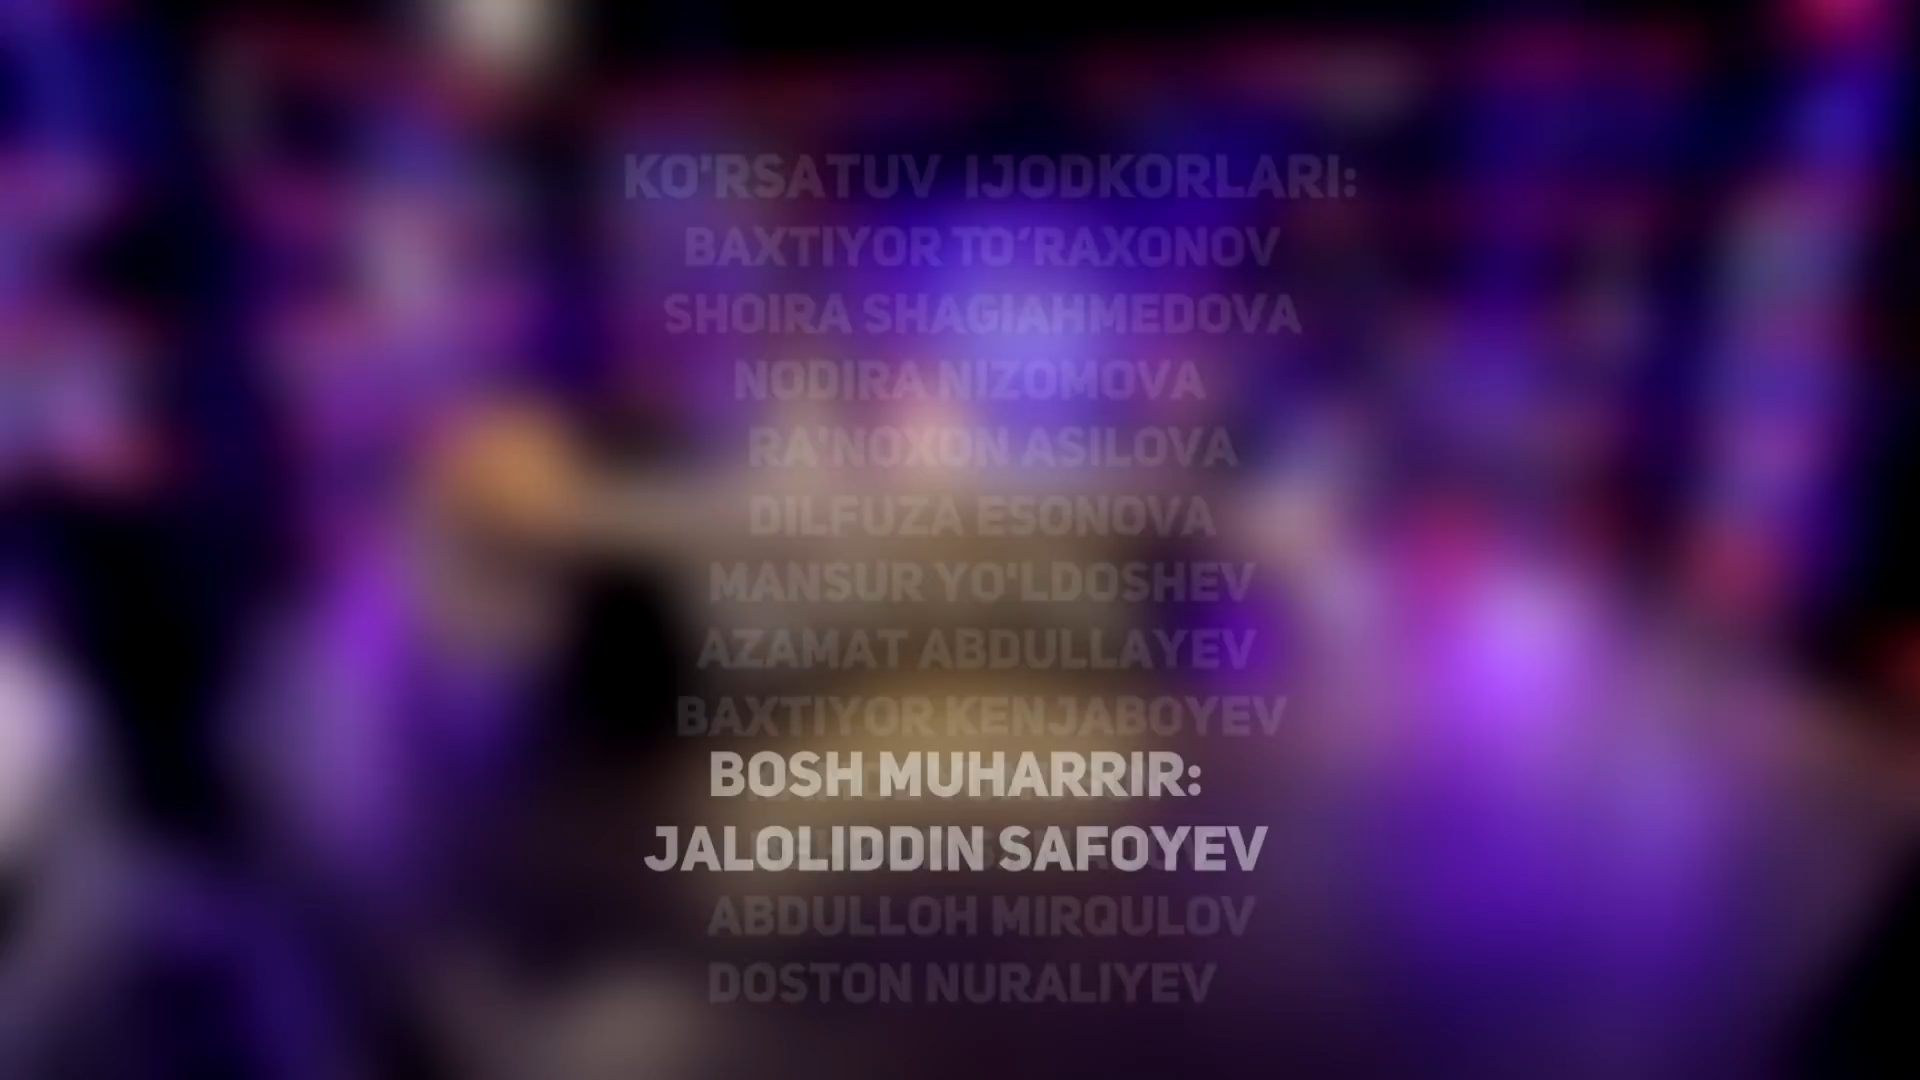 KO'RSATUV IJODKORLARI:
BAXTIYOR TO‘RAXONOV
SHOIRA SHAGIAHMEDOVA
NODIRA NIZOMOVA
RA'NOXON ASILOVA
DILFUZA ESONOVA
MANSUR YO'LDOSHEV
AZAMAT ABDULLAYEV
BAXTIYOR KENJABOYEV
BOSH MUHARRIR:
JALOLIDDIN SAFOYEV
ABDULLOH MIRQULOV
DOSTON NURALIYEV